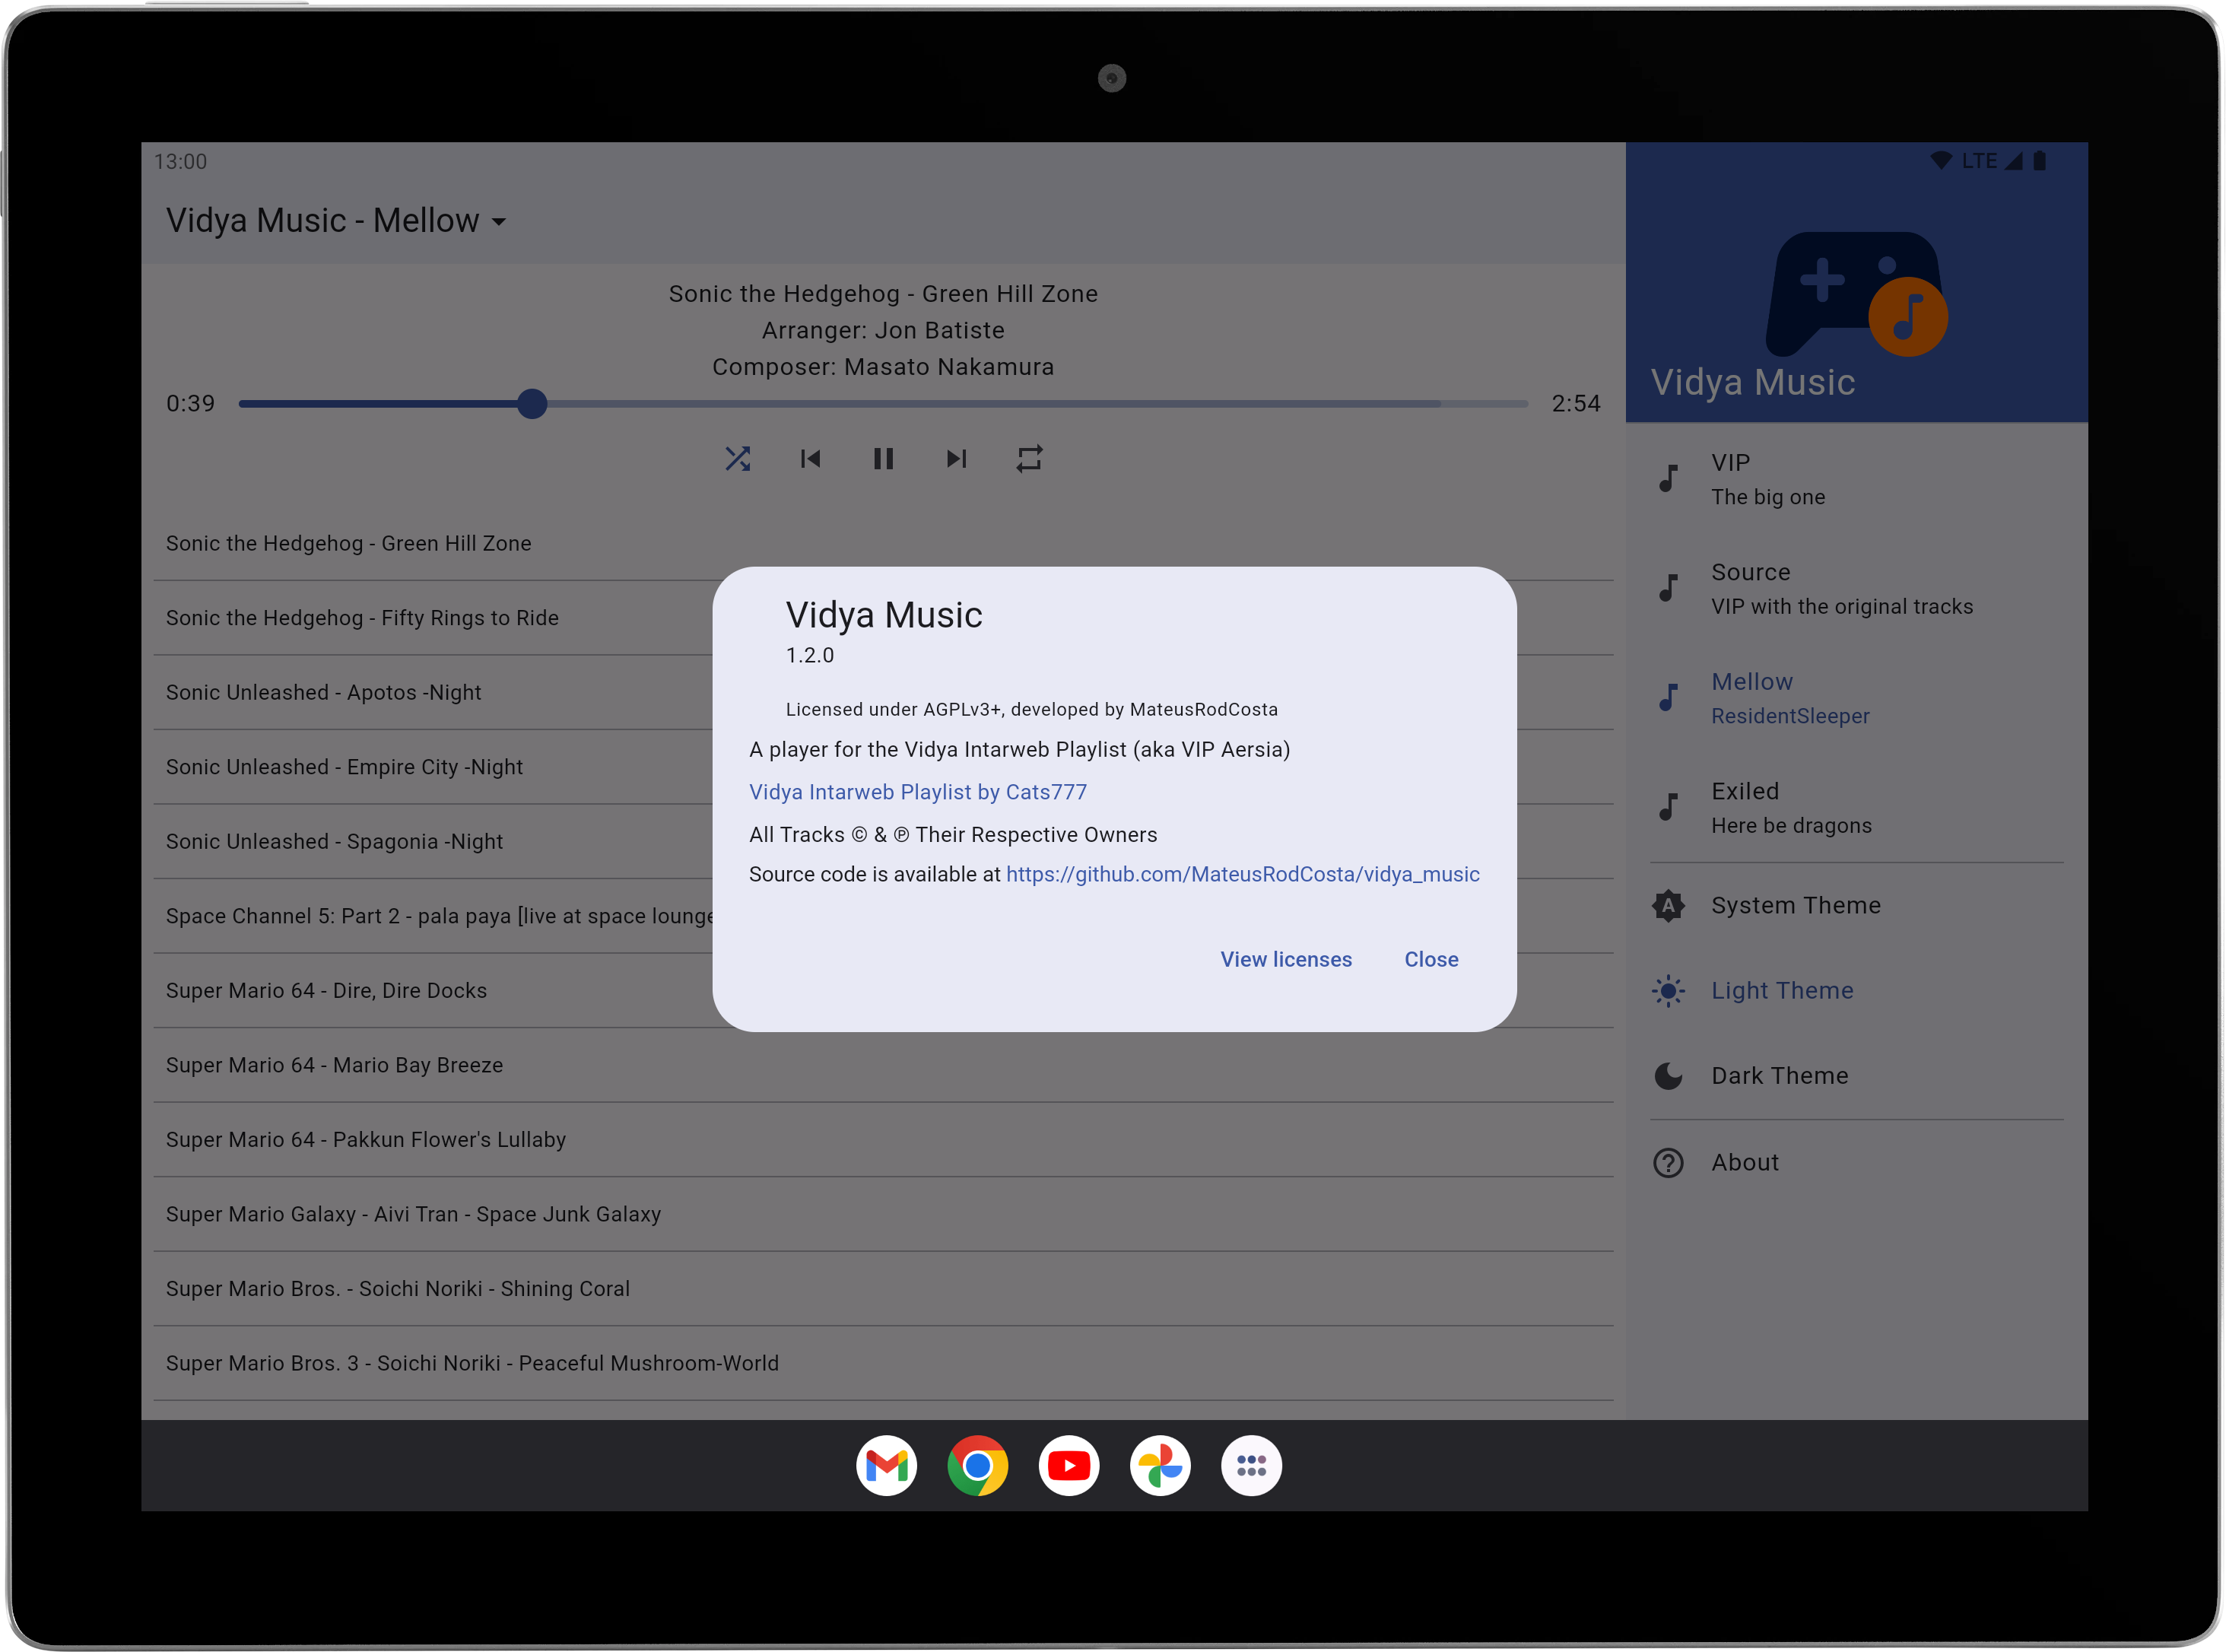 13:00
LTE
Vidya Music - Mellow
Sonic the Hedgehog - Green Hill Zone
Arranger: Jon Batiste
Composer: Masato Nakamura
0:39
2:54
Sonic the Hedgehog - Green Hill Zone
Sonic the Hedgehog - Fifty Rings to Ride
Sonic Unleashed - Apotos -Night
Sonic Unleashed - Empire City -Night
Sonic Unleashed - Spagonia -Night
Space Channel 5: Part 2 - pala paya [live at space lounge
Super Mario 64 - Dire, Dire Docks
Super Mario 64 - Mario Bay Breeze
Super Mario 64 - Pakkun Flower's Lullaby
Super Mario Galaxy - Aivi Tran - Space Junk Galaxy
Super Mario Bros. - Soichi Noriki - Shining Coral
Super Mario Bros. 3 - Soichi Noriki - Peaceful Mushroom-World
Vidya Music
1.2.0
Licensed under AGPLv3+, developed by MateusRodCosta
A player for the Vidya Intarweb Playlist (aka VIP Aersia)
Vidya Intarweb Playlist by Cats777
All Tracks © & ℗ Their Respective Owners
Source code is available at https://github.com/MateusRodCosta/vidya_music
View licenses
Close
Vidya Music
VIP
The big one
Source
VIP with the original tracks
Mellow
ResidentSleeper
Exiled
Here be dragons
A
System Theme
Light Theme
Dark Theme
?
About